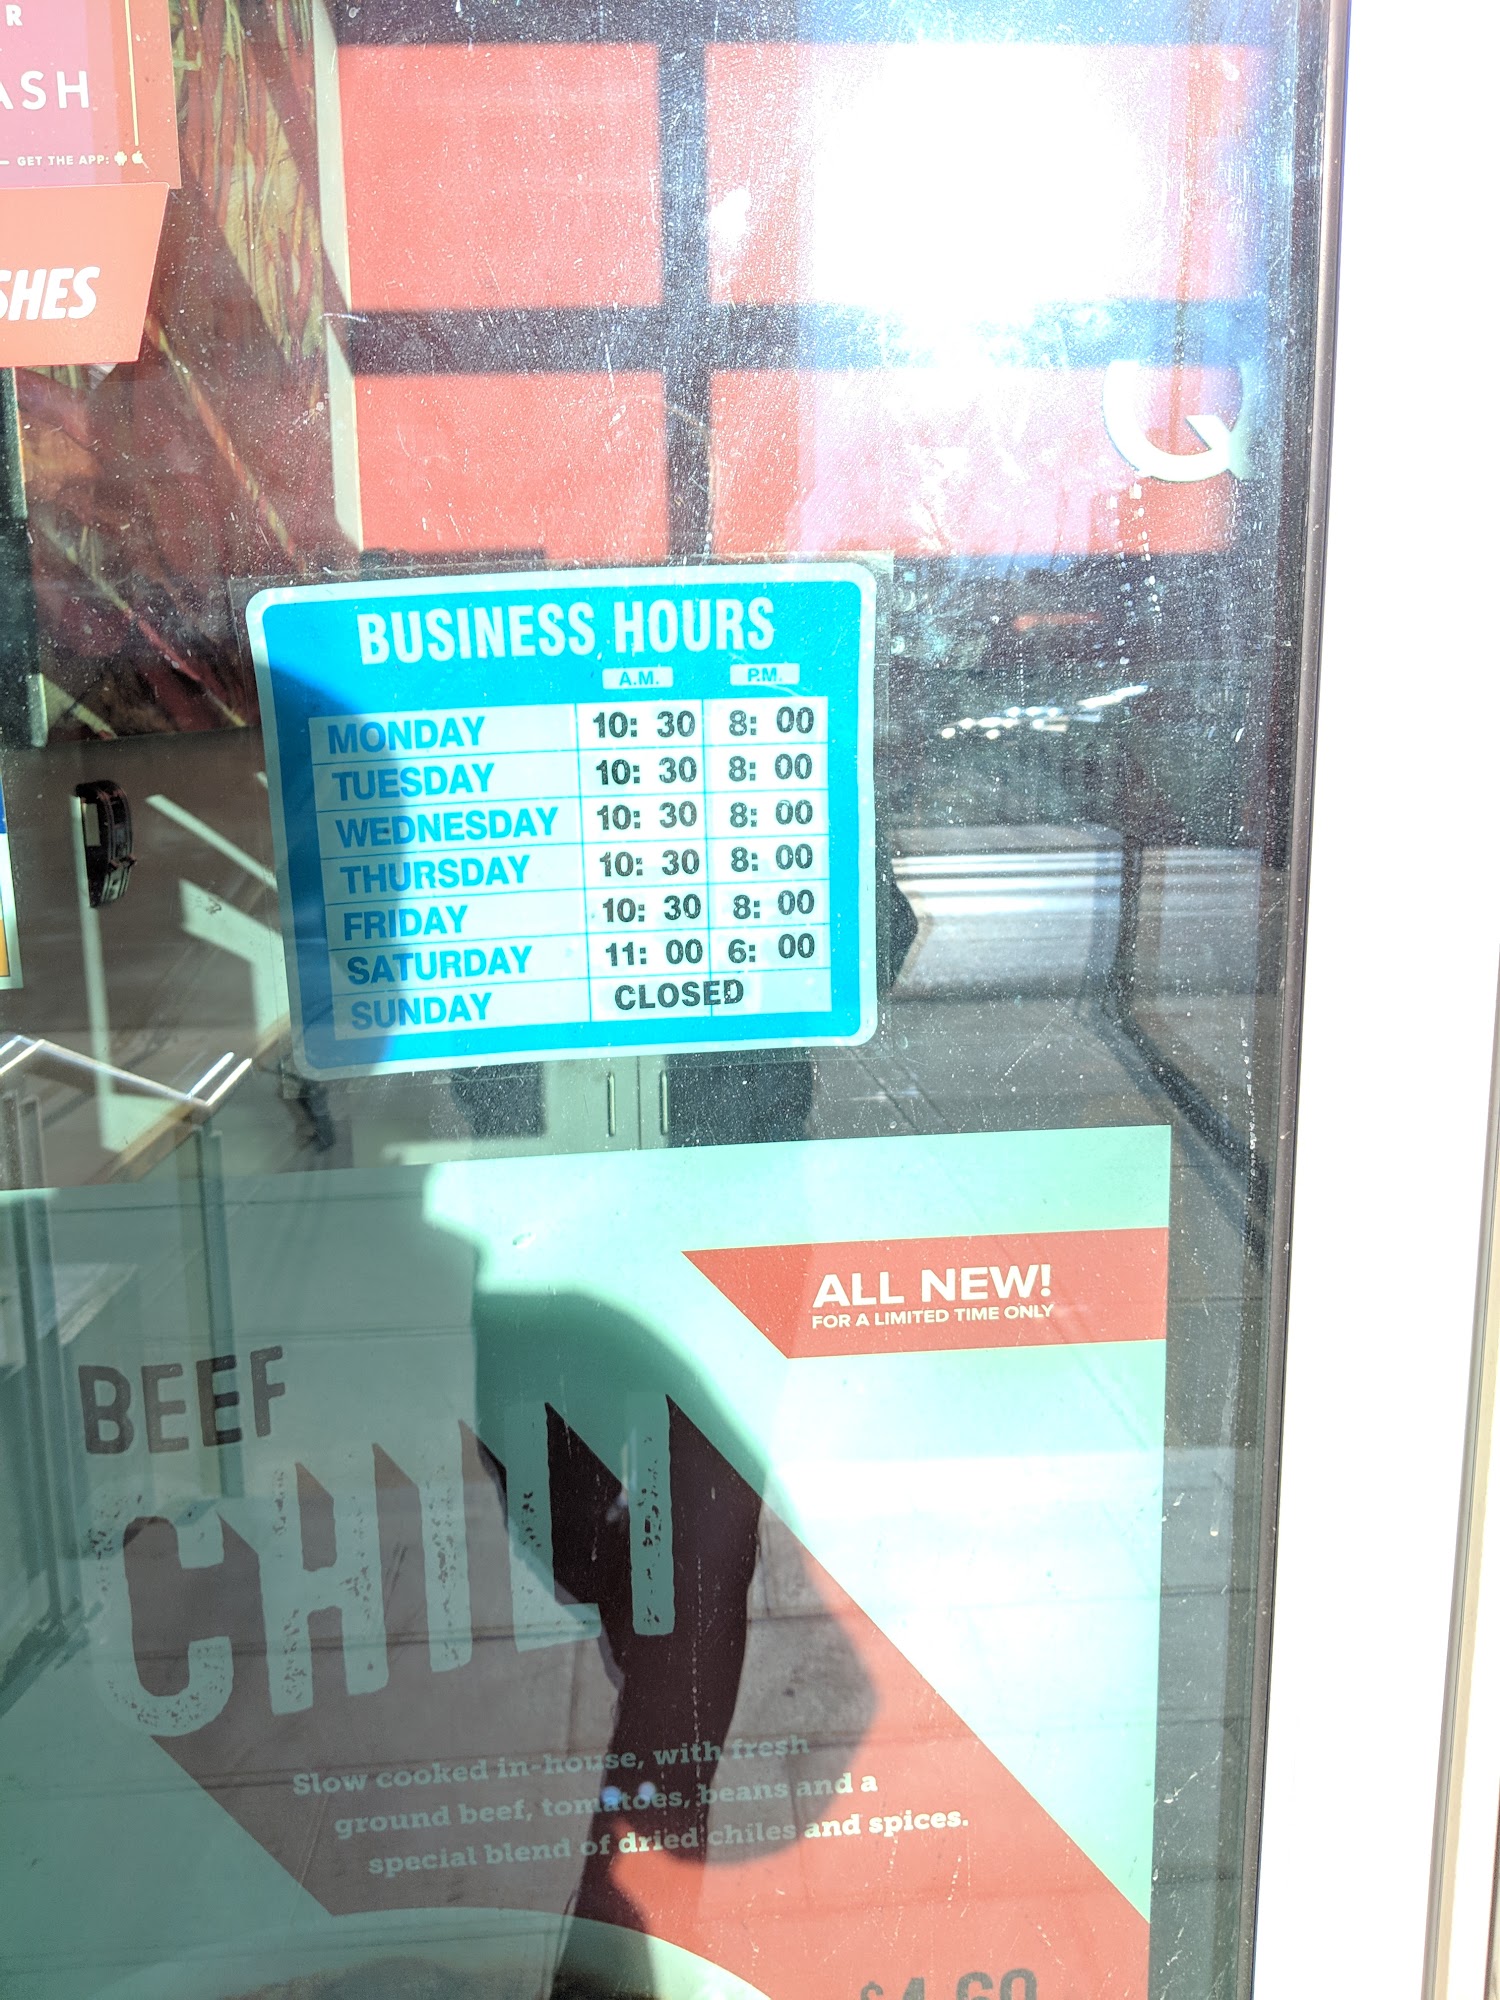 R
ASH
GET THE APP:
SHES
Q
BUSINESS HOURS
A.M. P.M.
MONDAY 10: 30 8: 00
TUESDAY 10: 30 8: 00
WEDNESDAY 10: 30 8: 00
THURSDAY 10: 30 8: 00
FRIDAY 10: 30 8: 00
SATURDAY 11: 00 6: 00
SUNDAY CLOSED
ALL NEW!
FOR A LIMITED TIME ONLY
BEEF
CHILI
Slow cooked in-house, with fresh
ground beef, tomatoes, beans and a
special blend of dried chiles and spices.